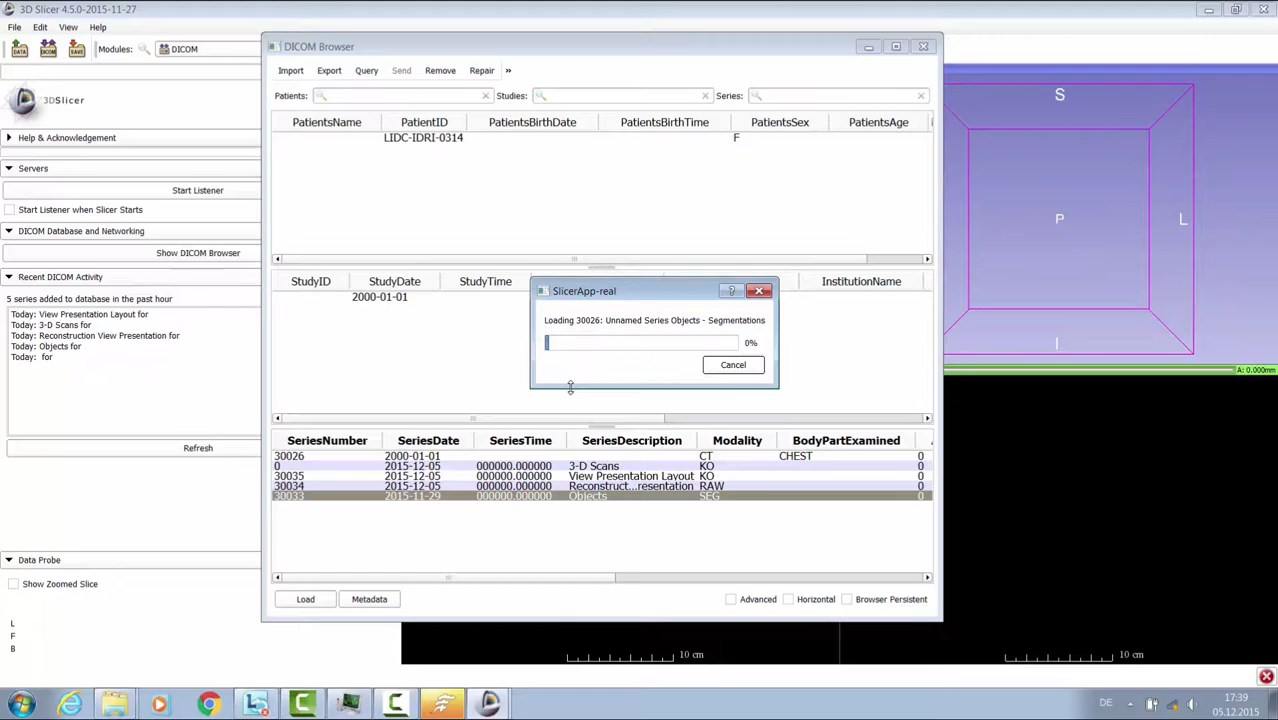 3D Slicer 4.5.0-2015-11-27
File Edit View Help
DATA DCM SAVE Modules: DICOM
3DSlicer
Help & Acknowledgement
Servers
Start Listener
Start Listener when Slicer Starts
DICOM Database and Networking
Show DICOM Browser
Recent DICOM Activity
5 series added to database in the past hour
Today: View Presentation Layout for
Today: 3-D Scans for
Today: Reconstruction View Presentation for
Today: Objects for
Today:  for
Refresh
Data Probe
Show Zoomed Slice
L
F
B
DICOM Browser
Import Export Query Send Remove Repair »
Patients: Studies: Series:
PatientsName PatientID PatientsBirthDate PatientsBirthTime PatientsSex PatientsAge
LIDC-IDRI-0314 F
StudyID StudyDate StudyTime InstitutionName
2000-01-01
SlicerApp-real
Loading 30026: Unnamed Series Objects - Segmentations
0%
Cancel
SeriesNumber SeriesDate SeriesTime SeriesDescription Modality BodyPartExamined
30026 2000-01-01 CT CHEST 0
0 2015-12-05 000000.000000 3-D Scans KO 0
30035 2015-12-05 000000.000000 View Presentation Layout KO 0
30034 2015-12-05 000000.000000 Reconstruct...resentation RAW 0
30033 2015-11-29 000000.000000 Objects SEG 0
Load Metadata Advanced Horizontal Browser Persistent
S
P
L
I
A: 0.000mm
10 cm
10 cm
DE
17:39
05.12.2015